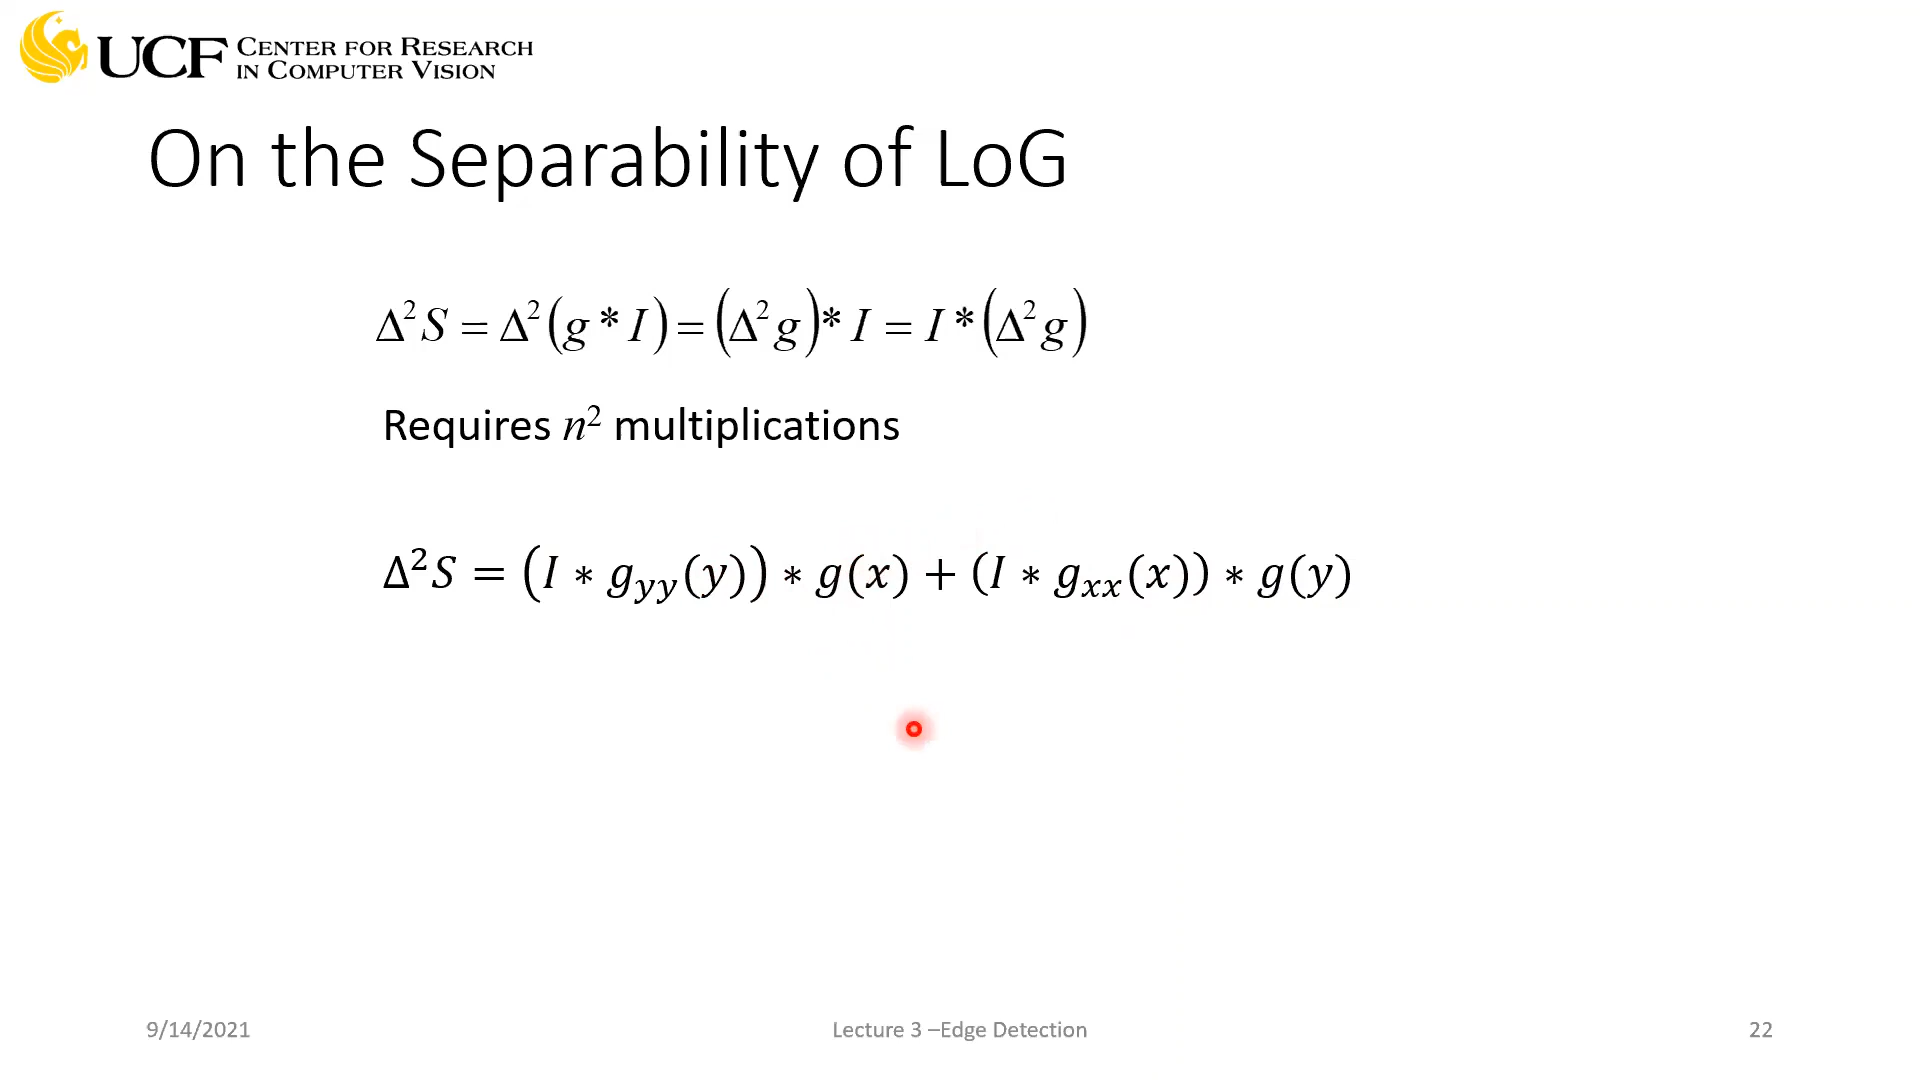 UCF CENTER FOR RESEARCH
IN COMPUTER VISION
On the Separability of LoG
Δ²S = Δ²(g * I) = (Δ²g) * I = I * (Δ²g)
Requires n² multiplications
Δ²S = (I ∗ g_yy(y)) ∗ g(x) + (I ∗ g_xx(x)) ∗ g(y)
9/14/2021
Lecture 3 –Edge Detection
22